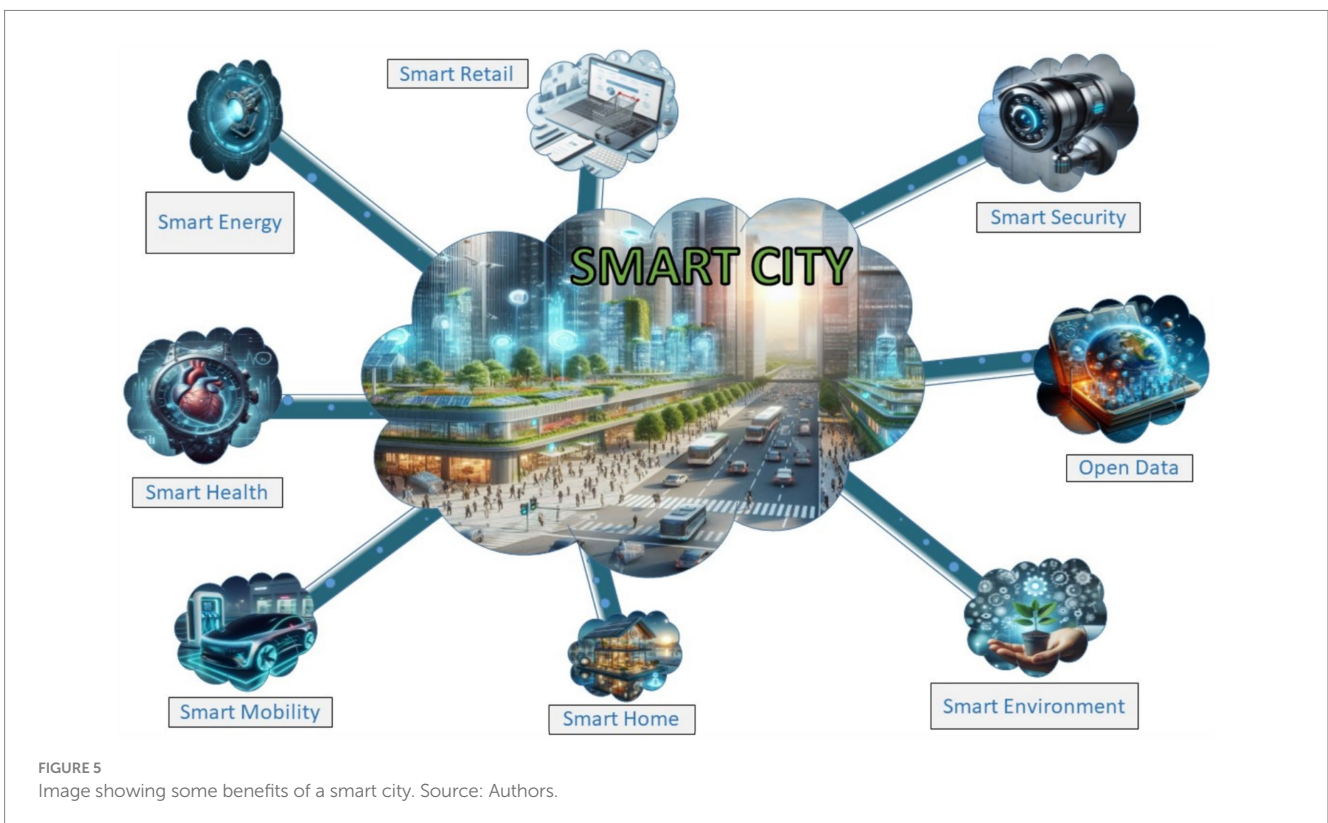 Smart Retail
Smart Energy
Smart Security
SMART CITY
Smart Health
Open Data
Smart Mobility
Smart Home
Smart Environment
FIGURE 5
Image showing some benefits of a smart city. Source: Authors.